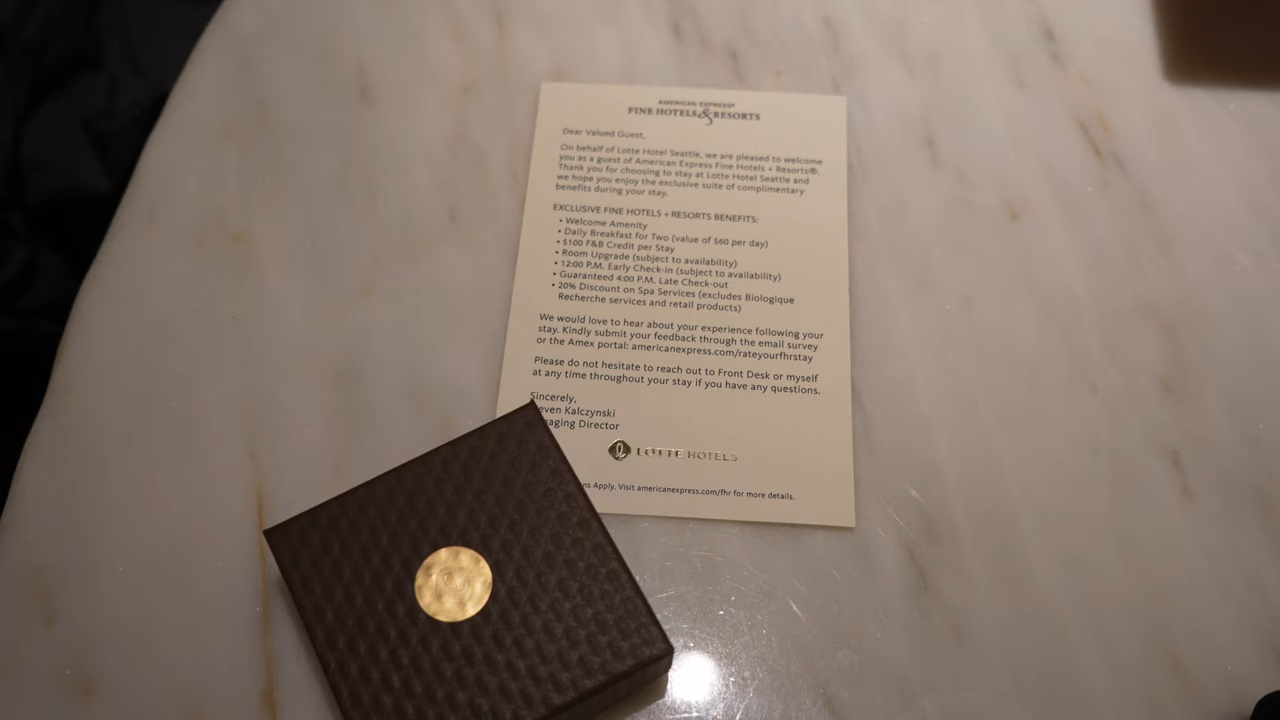 AMERICAN EXPRESS®
FINE HOTELS & RESORTS
Dear Valued Guest,
On behalf of Lotte Hotel Seattle, we are pleased to welcome
you as a guest of American Express Fine Hotels + Resorts®.
Thank you for choosing to stay at Lotte Hotel Seattle and
we hope you enjoy the exclusive suite of complimentary
benefits during your stay.
EXCLUSIVE FINE HOTELS + RESORTS BENEFITS:
• Welcome Amenity
• Daily Breakfast for Two (value of $60 per day)
• $100 F&B Credit per Stay
• Room Upgrade (subject to availability)
• 12:00 P.M. Early Check-in (subject to availability)
• Guaranteed 4:00 P.M. Late Check-out
• 20% Discount on Spa Services (excludes Biologique
Recherche services and retail products)
We would love to hear about your experience following your
stay. Kindly submit your feedback through the email survey
or the Amex portal: americanexpress.com/rateyourfhrstay
Please do not hesitate to reach out to Front Desk or myself
at any time throughout your stay if you have any questions.
Sincerely,
even Kalczynski
aging Director
LOTTE HOTELS
ns Apply. Visit americanexpress.com/fhr for more details.